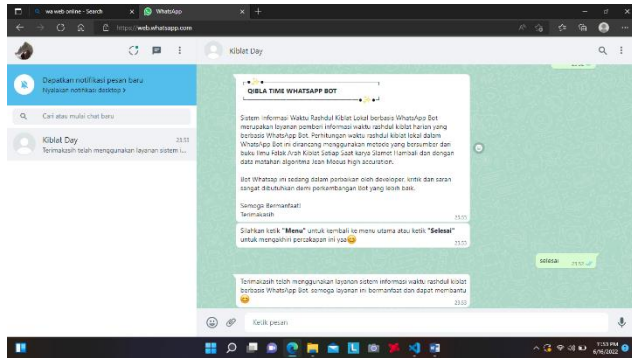 wa web online - Search
WhatsApp
https://web.whatsapp.com
Kiblat Day
Dapatkan notifikasi pesan baru
Nyalakan notifikasi desktop >
Cari atau mulai chat baru
Kiblat Day 23.53
Terimakasih telah menggunakan layanan sistem i...
QIBLA TIME WHATSAPP BOT
Sistem Informasi Waktu Rashdul Kiblat Lokal berbasis WhatsApp Bot
merupakan layanan pemberi informasi waktu rashdul kiblat harian yang
berbasis WhatsApp Bot. Perhitungan waktu rashdul kiblat lokal dalam
WhatsApp Bot ini dirancang menggunakan metode yang bersumber dari
buku Ilmu Falak Arah Kiblat Setiap Saat karya Slamet Hambali dan dengan
data matahari algoritma Jean Meeus high accuration.
Bot Whatsap ini sedang dalam perbaikan oleh developer, kritik dan saran
sangat dibutuhkan demi perkembangan Bot yang lebih baik.
Semoga Bermanfaat!
Terimakasih 23.53
Silahkan ketik "Menu" untuk kembali ke menu utama atau ketik "Selesai"
untuk mengakhiri percakapan ini yaa😊 23.53
selesai
Terimakasih telah menggunakan layanan sistem informasi waktu rashdul kiblat
berbasis WhatsApp Bot, semoga layanan ini bermanfaat dan dapat membantu
😊 23.53
Ketik pesan
11:53 PM
6/16/2022